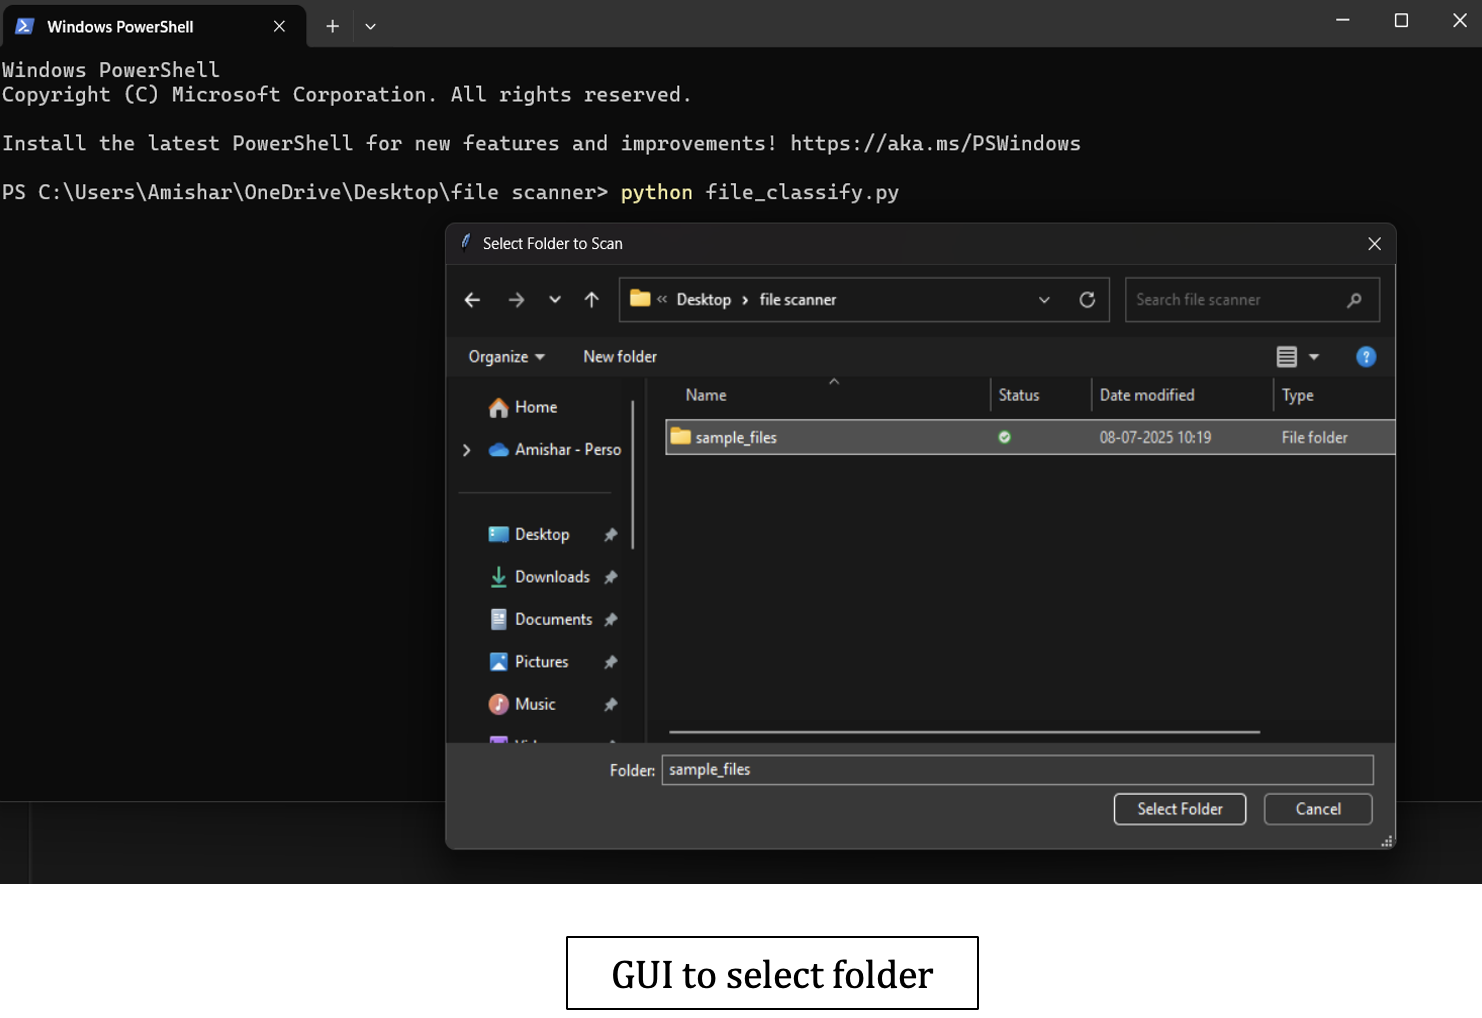 Windows PowerShell
Windows PowerShell
Copyright (C) Microsoft Corporation. All rights reserved.
Install the latest PowerShell for new features and improvements! https://aka.ms/PSWindows
PS C:\Users\Amishar\OneDrive\Desktop\file scanner> python file_classify.py
Select Folder to Scan
« Desktop › file scanner
Search file scanner
Organize
New folder
Name Status Date modified Type
sample_files 08-07-2025 10:19 File folder
Home
Amishar - Perso
Desktop
Downloads
Documents
Pictures
Music
Folder: sample_files
Select Folder
Cancel
GUI to select folder